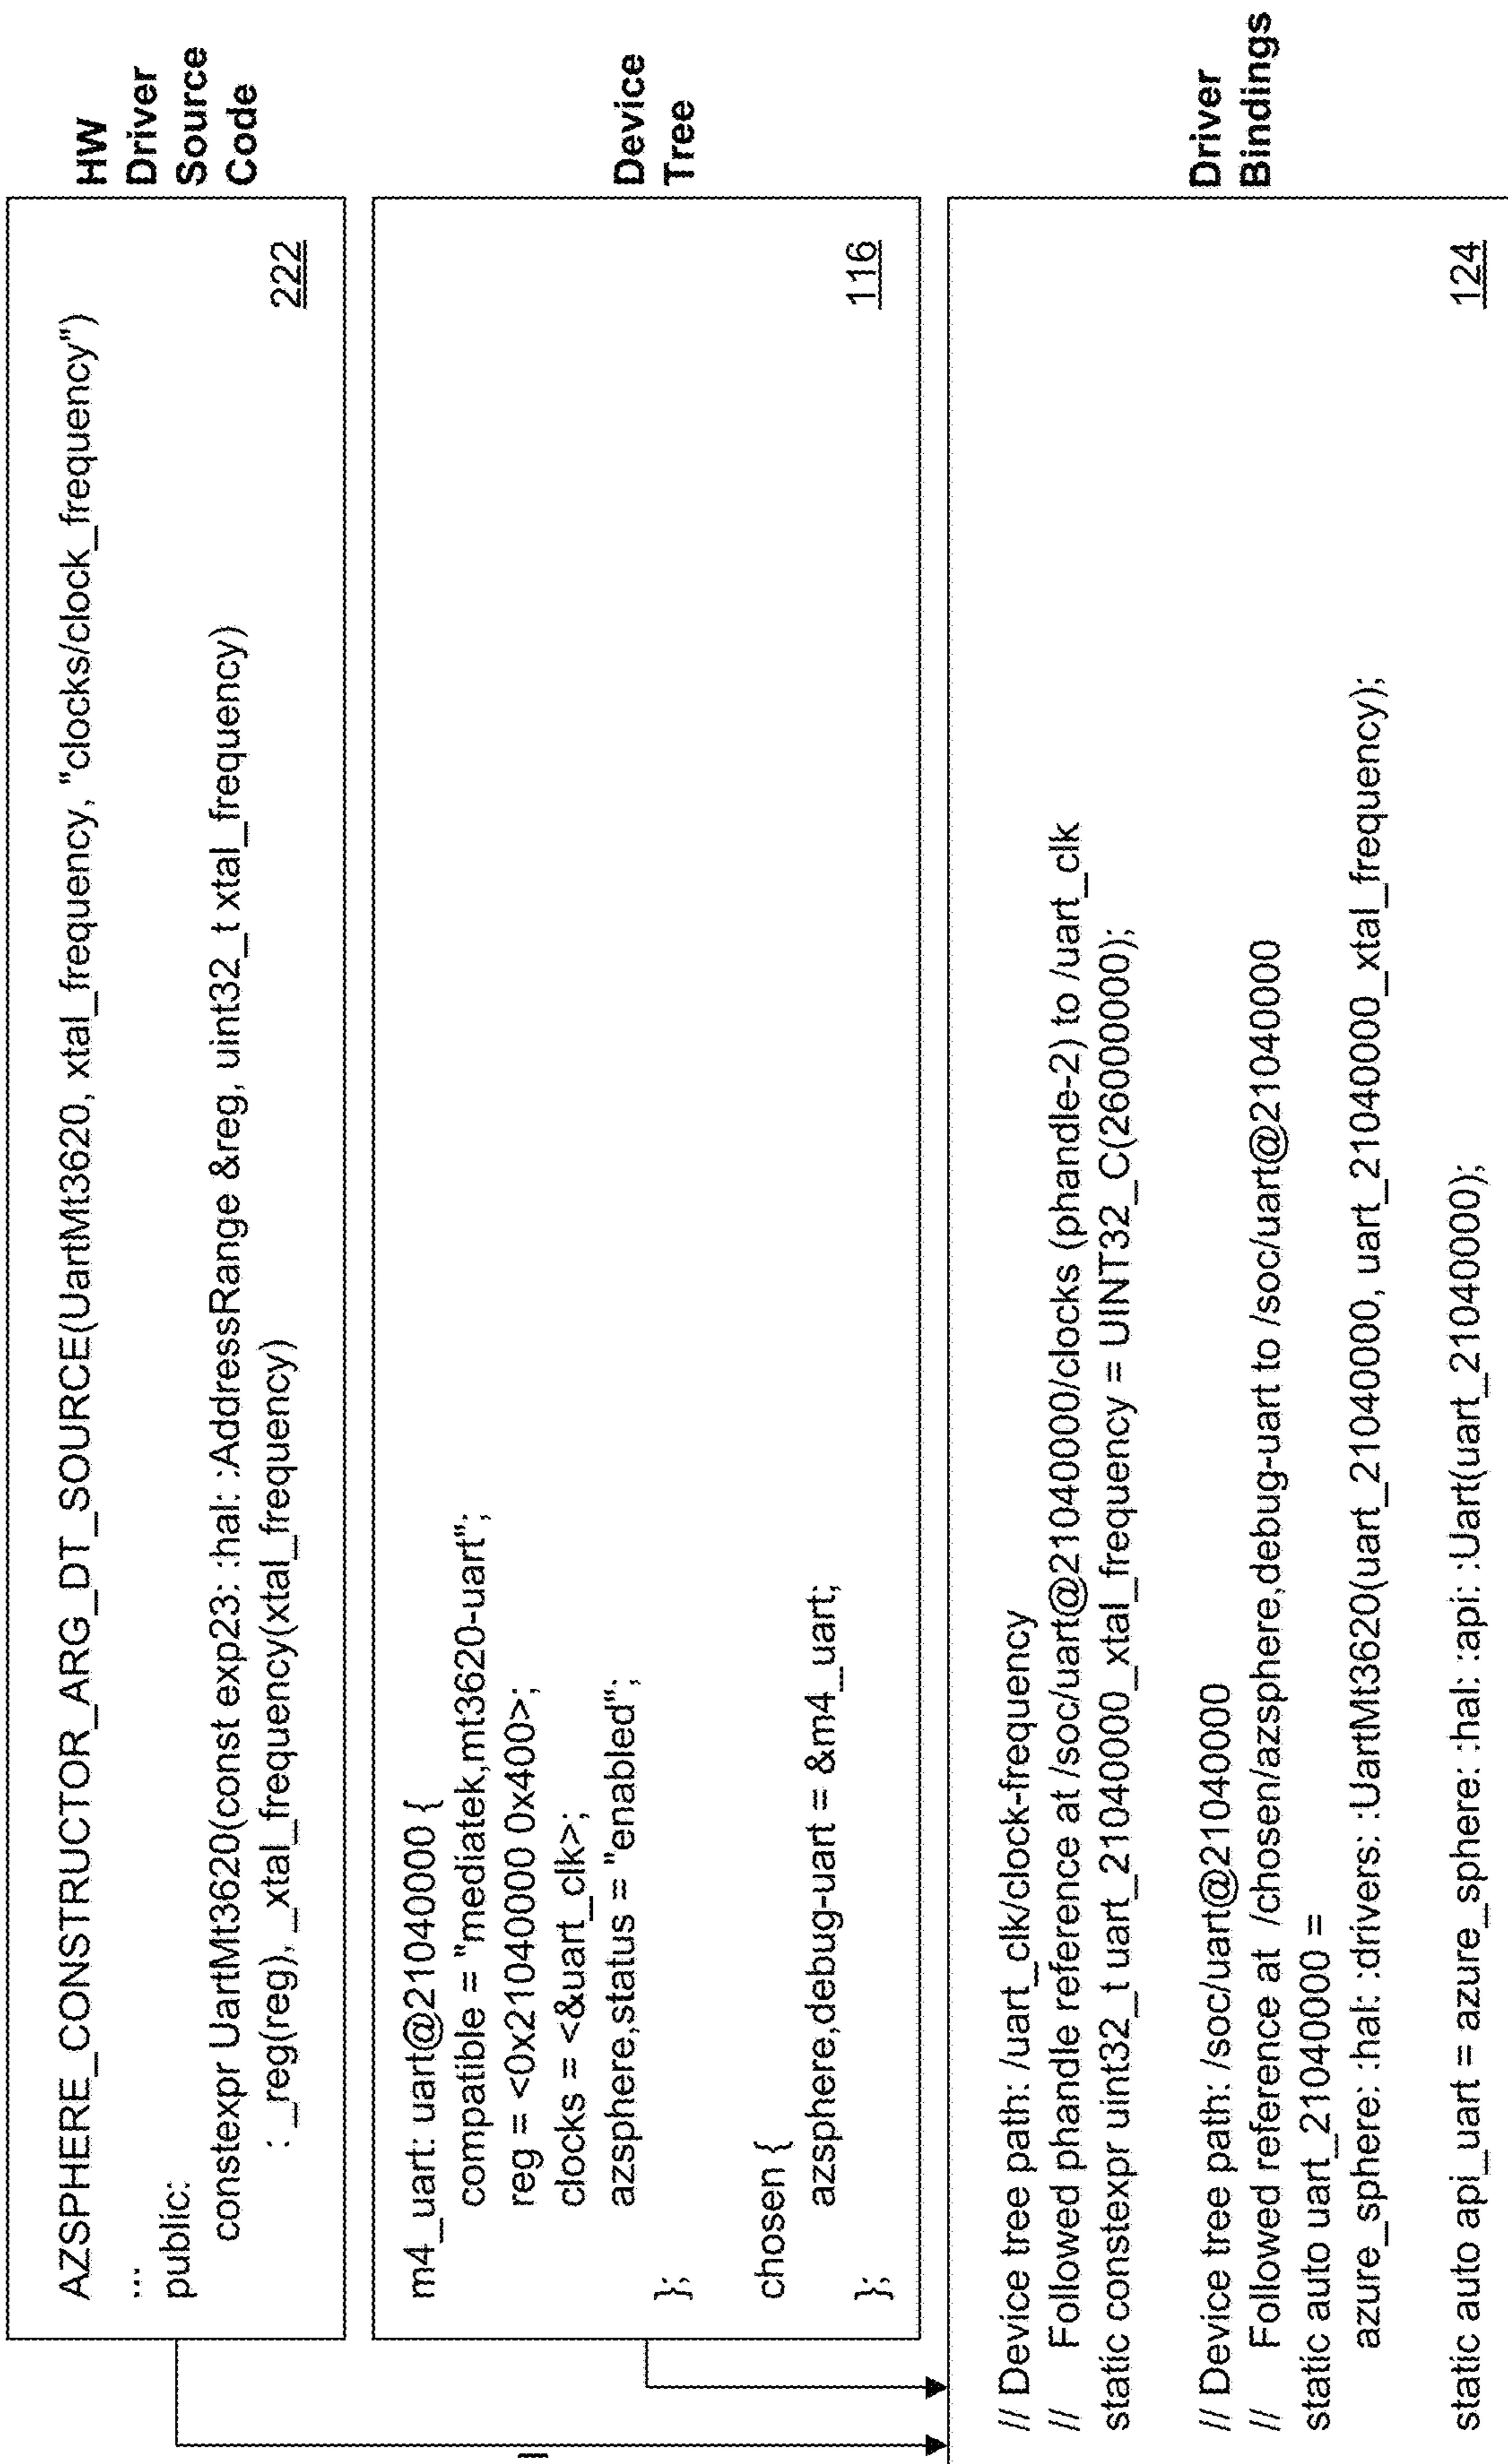 AZSPHERE_CONSTRUCTOR_ARG_DT_SOURCE(UartMt3620, xtal_frequency, "clocks/clock_frequency")
...
public:
constexpr UartMt3620(const exp23: :hal: :AddressRange &reg, uint32_t xtal_frequency)
: _reg(reg), _xtal_frequency(xtal_frequency)
222
HW
Driver
Source
Code
m4_uart: uart@21040000 {
compatible = "mediatek,mt3620-uart";
reg = <0x21040000 0x400>;
clocks = <&uart_clk>;
azsphere,status = "enabled";
};
chosen {
azsphere,debug-uart = &m4_uart;
};
116
Device
Tree
// Device tree path: /uart_clk/clock-frequency
// Followed phandle reference at /soc/uart@21040000/clocks (phandle-2) to /uart_clk
static constexpr uint32_t uart_21040000_xtal_frequency = UINT32_C(26000000);
// Device tree path: /soc/uart@21040000
// Followed reference at /chosen/azsphere,debug-uart to /soc/uart@21040000
static auto uart_21040000 =
azure_sphere: :hal: :drivers: :UartMt3620(uart_21040000, uart_21040000_xtal_frequency);
static auto api_uart = azure_sphere: :hal: :api: :Uart(uart_21040000);
124
Driver
Bindings